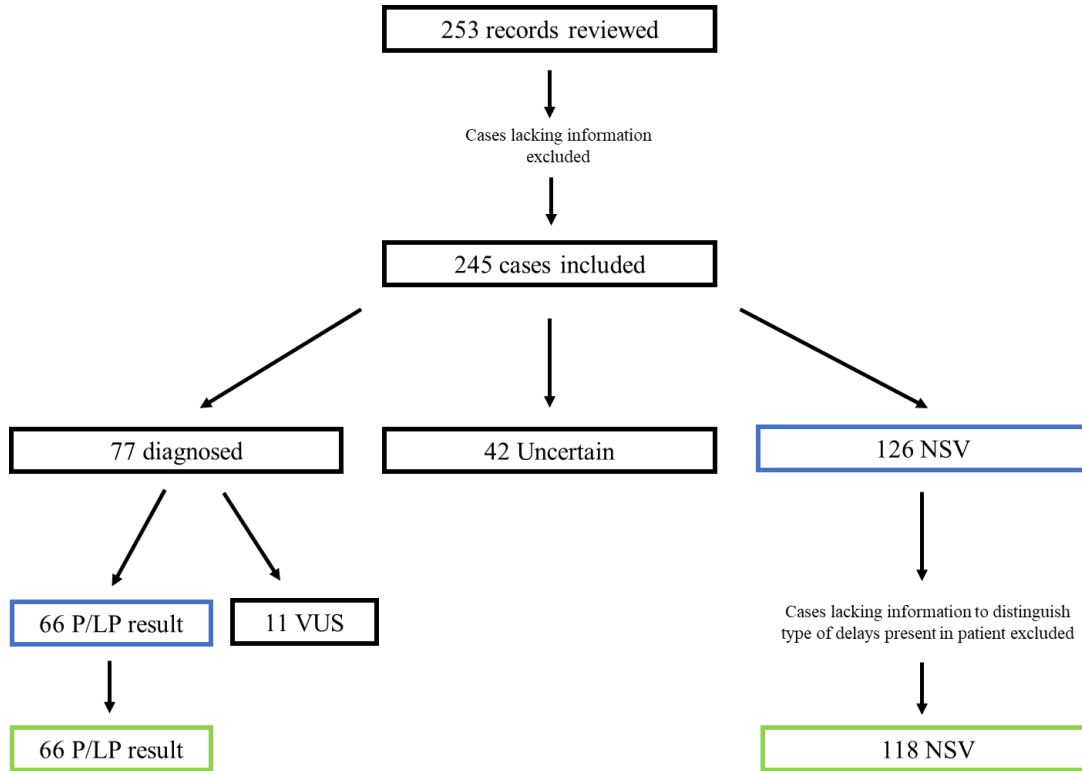 253 records reviewed
Cases lacking information
excluded
245 cases included
77 diagnosed
42 Uncertain
126 NSV
66 P/LP result
11 VUS
Cases lacking information to distinguish
type of delays present in patient excluded
66 P/LP result
118 NSV